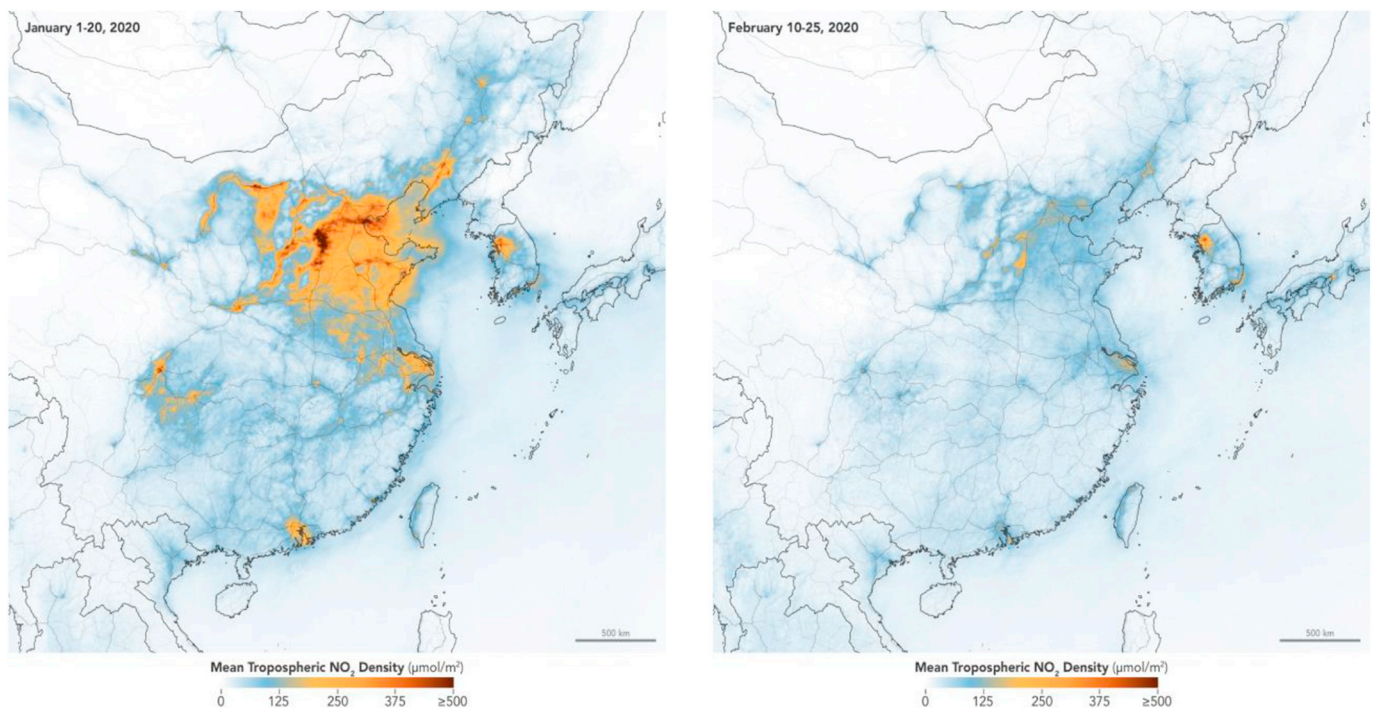 January 1-20, 2020
500 km
Mean Tropospheric NO₂ Density (µmol/m²)
0 125 250 375 ≥500
February 10-25, 2020
500 km
Mean Tropospheric NO₂ Density (µmol/m²)
0 125 250 375 ≥500